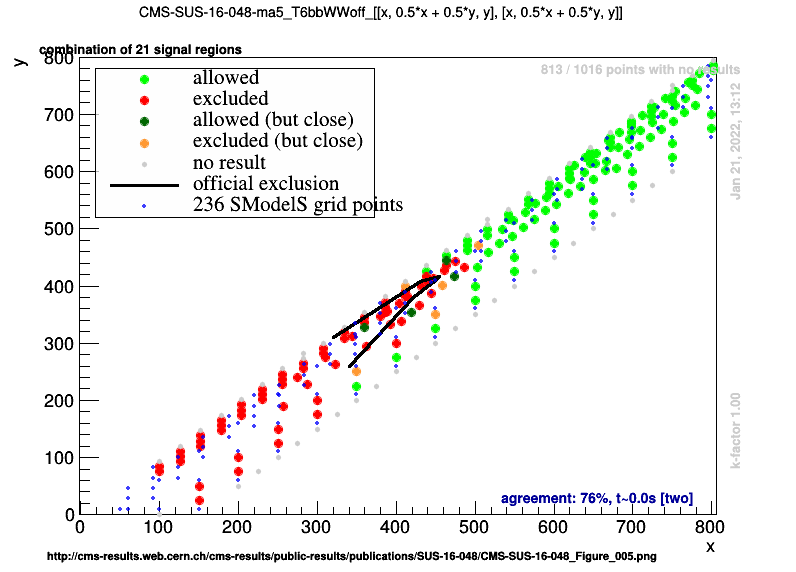 CMS-SUS-16-048-ma5_T6bbWWoff_[[x, 0.5*x + 0.5*y, y], [x, 0.5*x + 0.5*y, y]]
combination of 21 signal regions
813 / 1016 points with no results
allowed
excluded
allowed (but close)
excluded (but close)
no result
official exclusion
236 SModelS grid points
y
800
700
600
500
400
300
200
100
0
0 100 200 300 400 500 600 700 800
x
Jan 21, 2022, 13:12
k-factor 1.00
agreement: 76%, t~0.0s [two]
http://cms-results.web.cern.ch/cms-results/public-results/publications/SUS-16-048/CMS-SUS-16-048_Figure_005.png